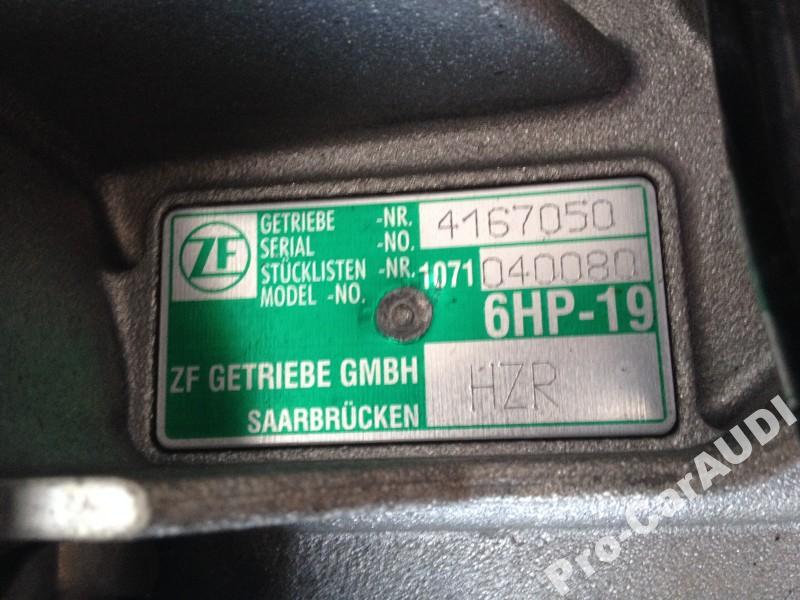 ZF
GETRIEBE -NR. 4167050
SERIAL -NO.
STÜCKLISTEN -NR. 1071 040080
MODEL -NO.
6HP-19
ZF GETRIEBE GMBH HZR
SAARBRÜCKEN
Pro-CarAUDI